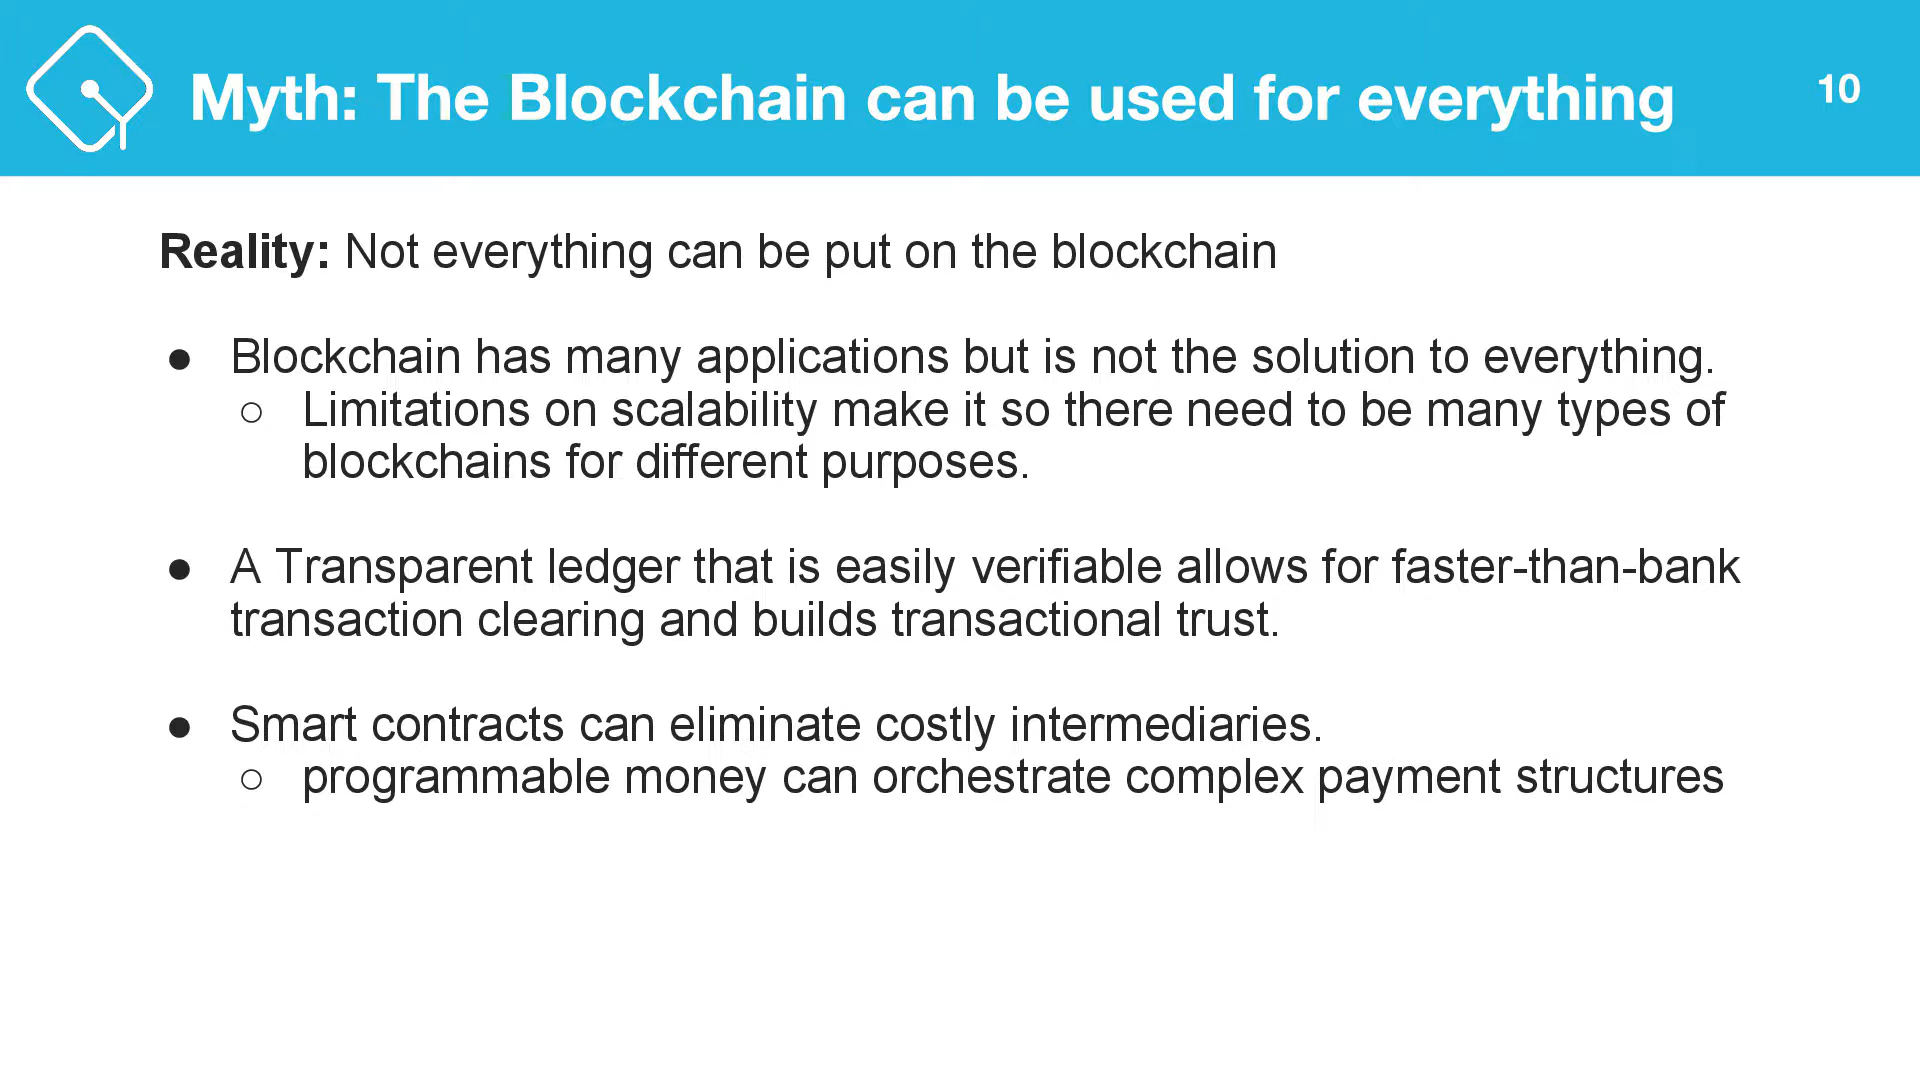 Myth: The Blockchain can be used for everything
10
Reality: Not everything can be put on the blockchain
● Blockchain has many applications but is not the solution to everything.
○ Limitations on scalability make it so there need to be many types of
blockchains for different purposes.
● A Transparent ledger that is easily verifiable allows for faster-than-bank
transaction clearing and builds transactional trust.
● Smart contracts can eliminate costly intermediaries.
○ programmable money can orchestrate complex payment structures